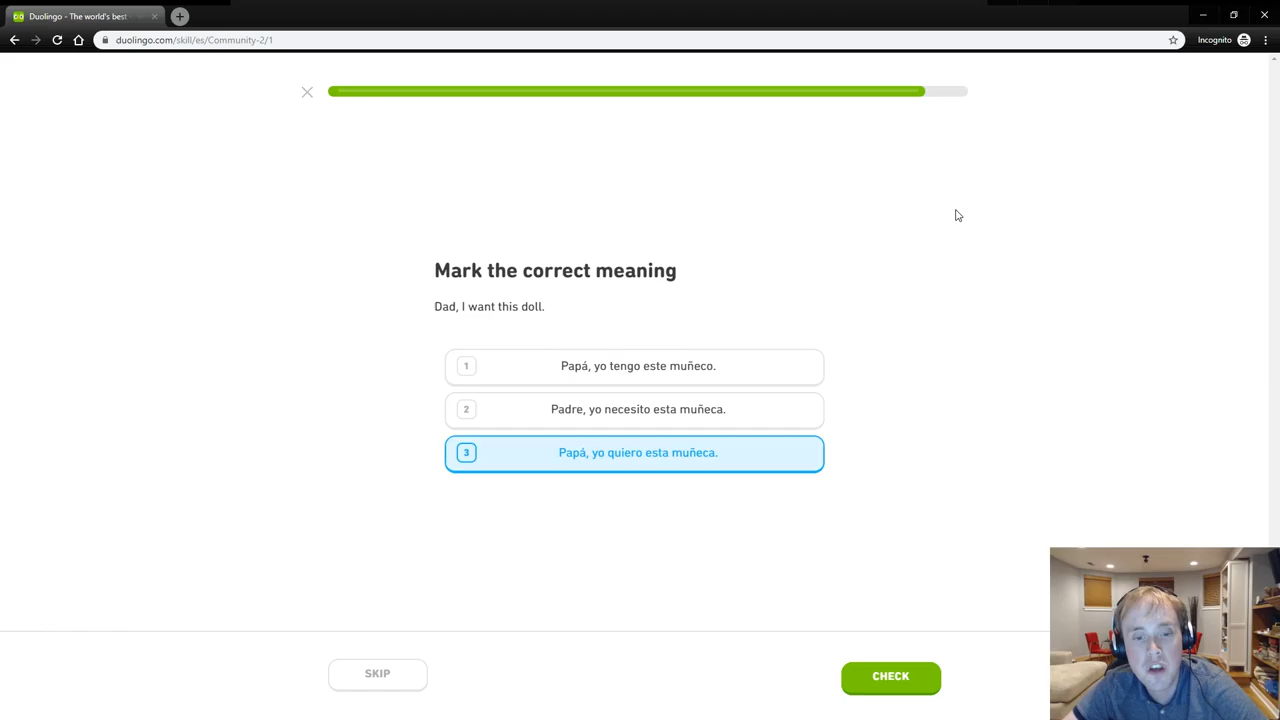 Duolingo - The world's best -
duolingo.com/skill/es/Community-2/1
Incognito
Mark the correct meaning
Dad, I want this doll.
1 Papá, yo tengo este muñeco.
2 Padre, yo necesito esta muñeca.
3 Papá, yo quiero esta muñeca.
SKIP
CHECK